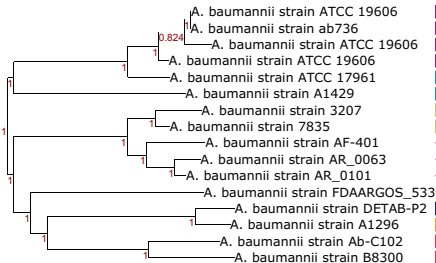 A. baumannii strain ATCC 19606
A. baumannii strain ab736
0.824
A. baumannii strain ATCC 19606
1
A. baumannii strain ATCC 19606
1
A. baumannii strain ATCC 17961
1
A. baumannii strain A1429
1
A. baumannii strain 3207
1
A. baumannii strain 7835
1
A. baumannii strain AF-401
1
A. baumannii strain AR_0063
1
A. baumannii strain AR_0101
1
A. baumannii strain FDAARGOS_533
1
A. baumannii strain DETAB-P2
1
A. baumannii strain A1296
1
A. baumannii strain Ab-C102
1
A. baumannii strain B8300
1